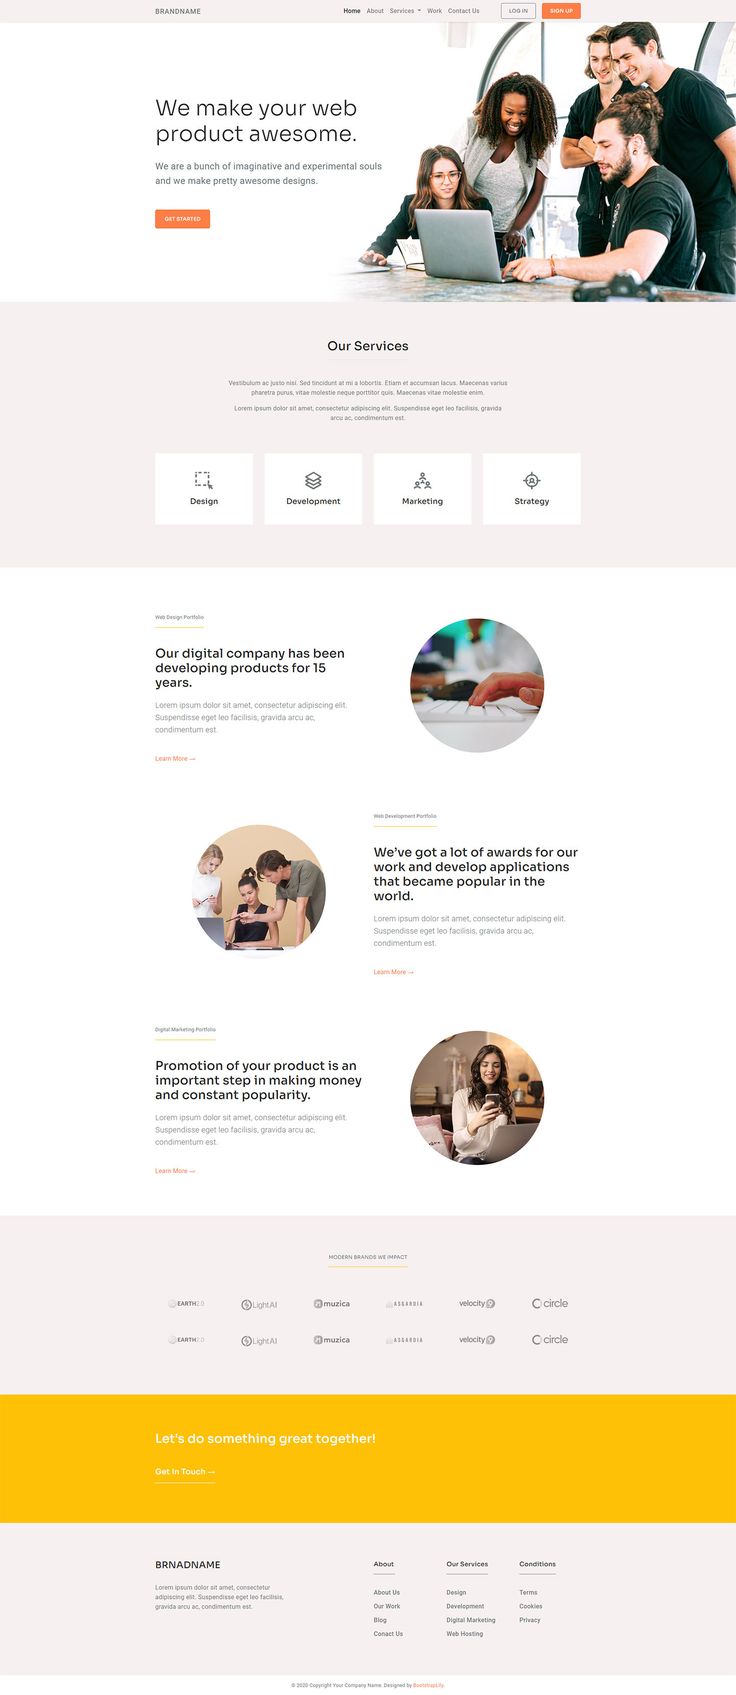 BRANDNAME
Home About Services Work Contact Us LOG IN SIGN UP
We make your web
product awesome.
We are a bunch of imaginative and experimental souls
and we make pretty awesome designs.
GET STARTED
Our Services
Vestibulum ac justo nisi. Sed tincidunt at mi a lobortis. Etiam et accumsan lacus. Maecenas varius
pharetra purus, vitae molestie neque porttitor quis. Maecenas vitae molestie enim.
Lorem ipsum dolor sit amet, consectetur adipiscing elit. Suspendisse eget leo facilisis, gravida
arcu ac, condimentum est.
Design
Development
Marketing
Strategy
Web Design Portfolio
Our digital company has been
developing products for 15
years.
Lorem ipsum dolor sit amet, consectetur adipiscing elit.
Suspendisse eget leo facilisis, gravida arcu ac,
condimentum est.
Learn More →
Web Development Portfolio
We've got a lot of awards for our
work and develop applications
that became popular in the
world.
Lorem ipsum dolor sit amet, consectetur adipiscing elit.
Suspendisse eget leo facilisis, gravida arcu ac,
condimentum est.
Learn More →
Digital Marketing Portfolio
Promotion of your product is an
important step in making money
and constant popularity.
Lorem ipsum dolor sit amet, consectetur adipiscing elit.
Suspendisse eget leo facilisis, gravida arcu ac,
condimentum est.
Learn More →
MODERN BRANDS WE IMPACT
EARTH2.0 LightAI muzica ASGARDIA velocity9 circle
EARTH2.0 LightAI muzica ASGARDIA velocity9 circle
Let's do something great together!
Get In Touch →
BRNADNAME
Lorem ipsum dolor sit amet, consectetur
adipiscing elit. Suspendisse eget leo facilisis,
gravida arcu ac, condimentum est.
About
About Us
Our Work
Blog
Conact Us
Our Services
Design
Development
Digital Marketing
Web Hosting
Conditions
Terms
Cookies
Privacy
© 2020 Copyright Your Company Name. Designed by BootstrapLily.